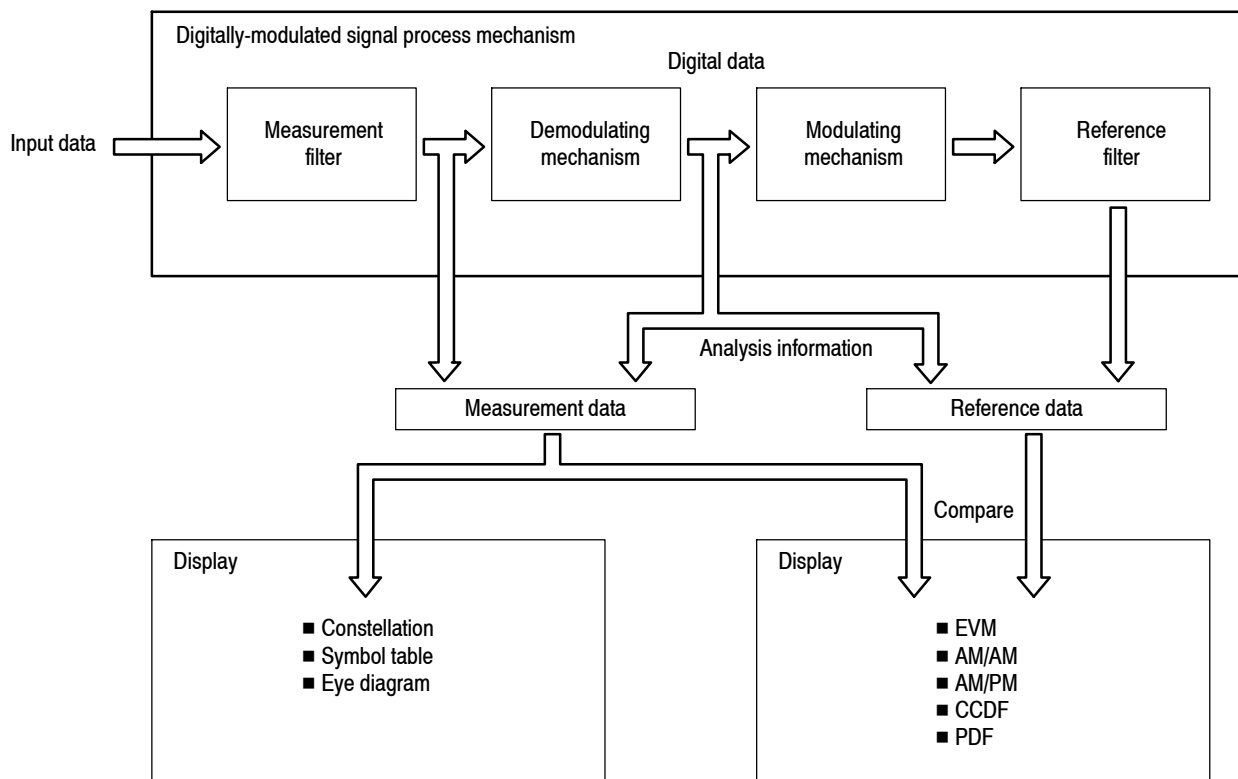 Digitally-modulated signal process mechanism
Digital data
Input data
Measurement
filter
Demodulating
mechanism
Modulating
mechanism
Reference
filter
Analysis information
Measurement data
Reference data
Compare
Display
■ Constellation
■ Symbol table
■ Eye diagram
Display
■ EVM
■ AM/AM
■ AM/PM
■ CCDF
■ PDF